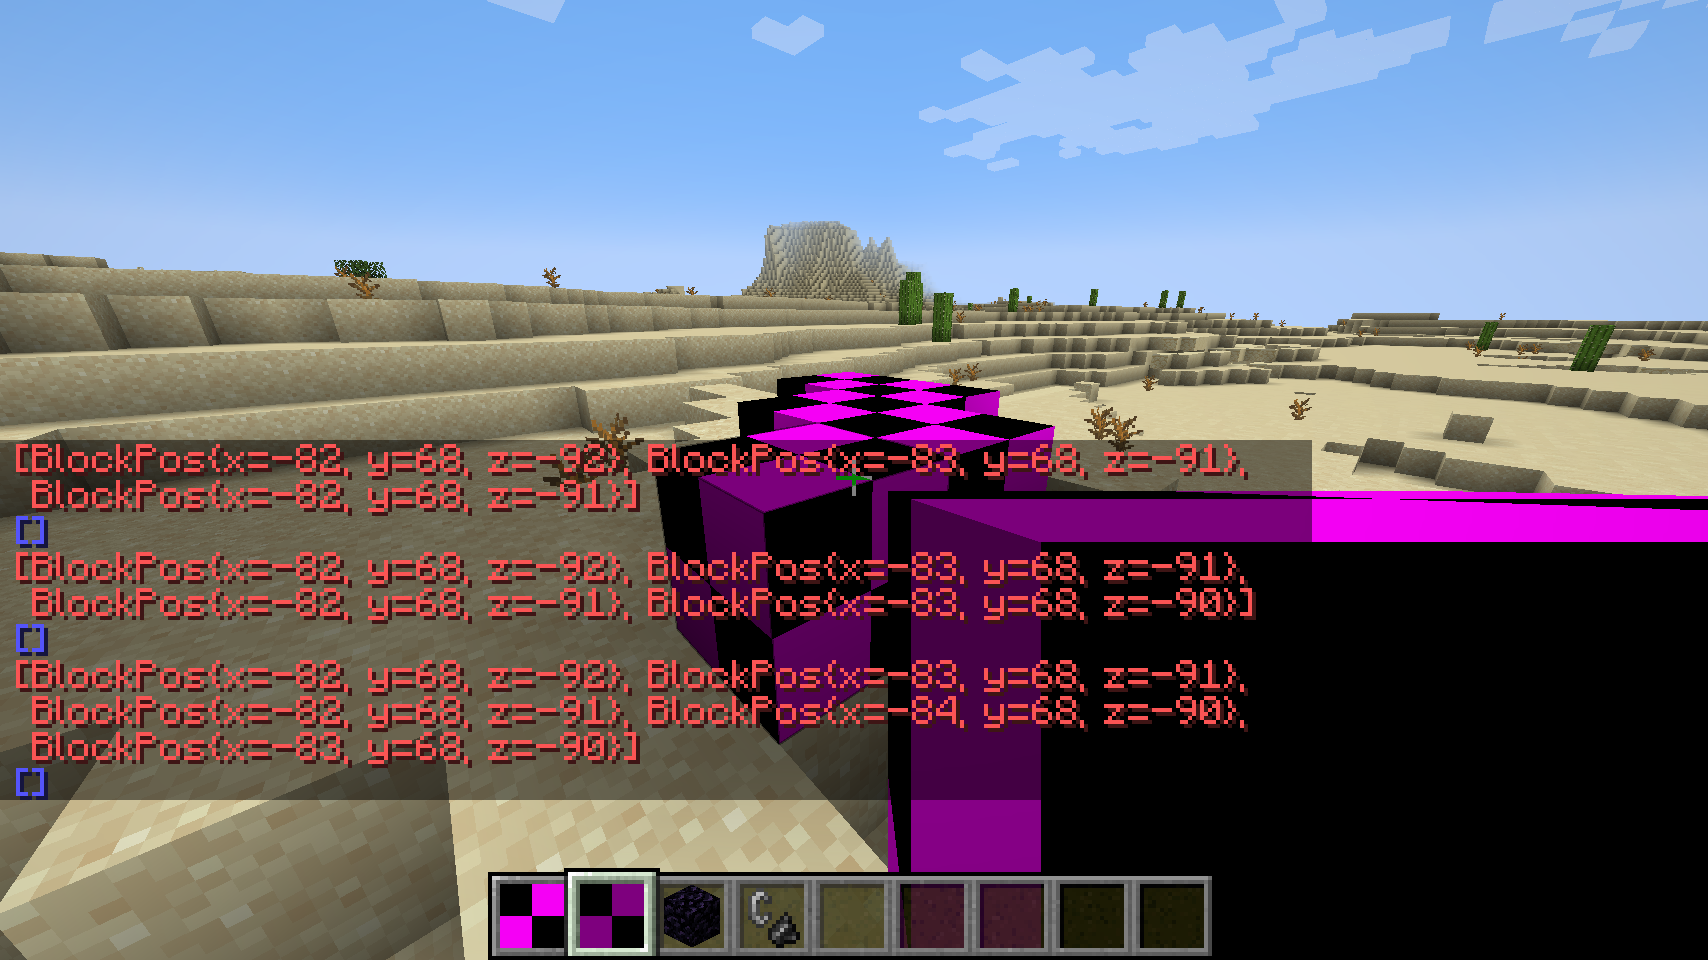 [BlockPos{x=-82, y=68, z=-92}, BlockPos{x=-83, y=68, z=-91},
BlockPos{x=-82, y=68, z=-91}]
[]
[BlockPos{x=-82, y=68, z=-92}, BlockPos{x=-83, y=68, z=-91},
BlockPos{x=-82, y=68, z=-91}, BlockPos{x=-83, y=68, z=-90}]
[]
[BlockPos{x=-82, y=68, z=-92}, BlockPos{x=-83, y=68, z=-91},
BlockPos{x=-82, y=68, z=-91}, BlockPos{x=-84, y=68, z=-90},
BlockPos{x=-83, y=68, z=-90}]
[]